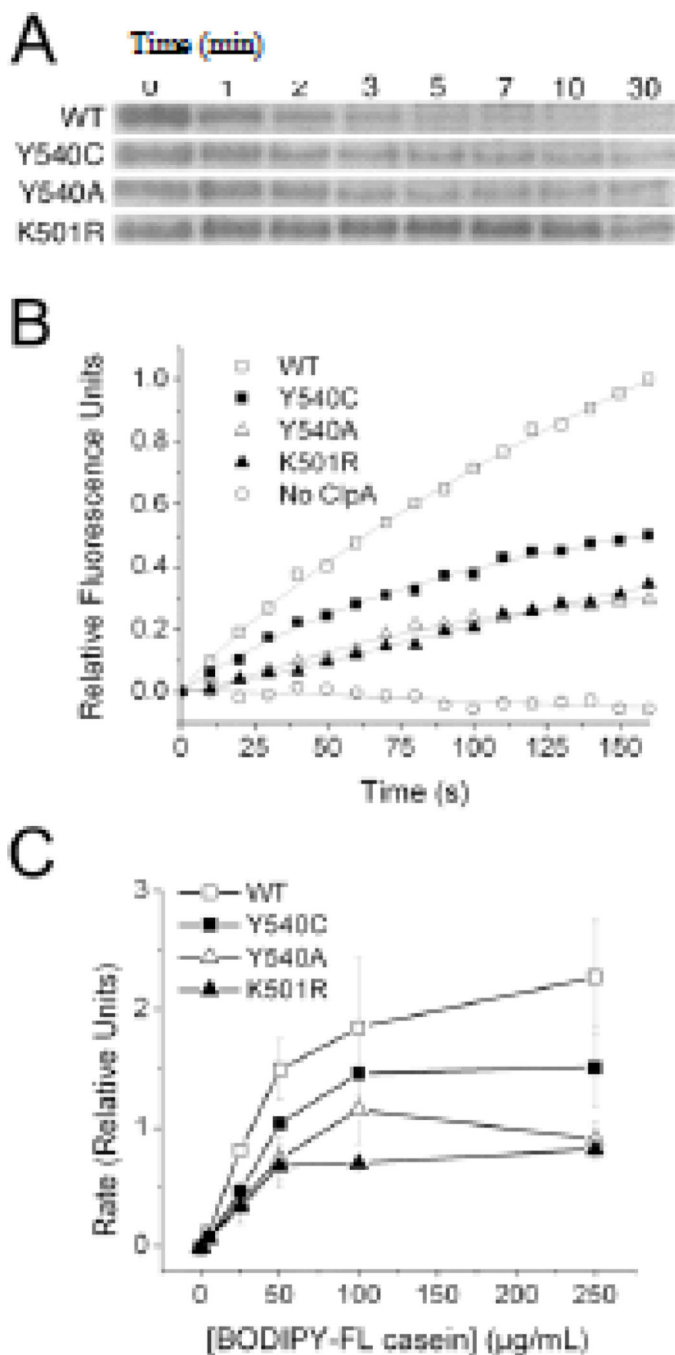 A
Time (min)
0 1 2 3 5 7 10 30
WT
Y540C
Y540A
K501R
B
Relative Fluorescence Units
1.0
0.8
0.6
0.4
0.2
0.0
WT
Y540C
Y540A
K501R
No ClpA
0 25 50 75 100 125 150
Time (s)
C
Rate (Relative Units)
3
2
1
0
WT
Y540C
Y540A
K501R
0 50 100 150 200 250
[BODIPY-FL casein] (µg/mL)